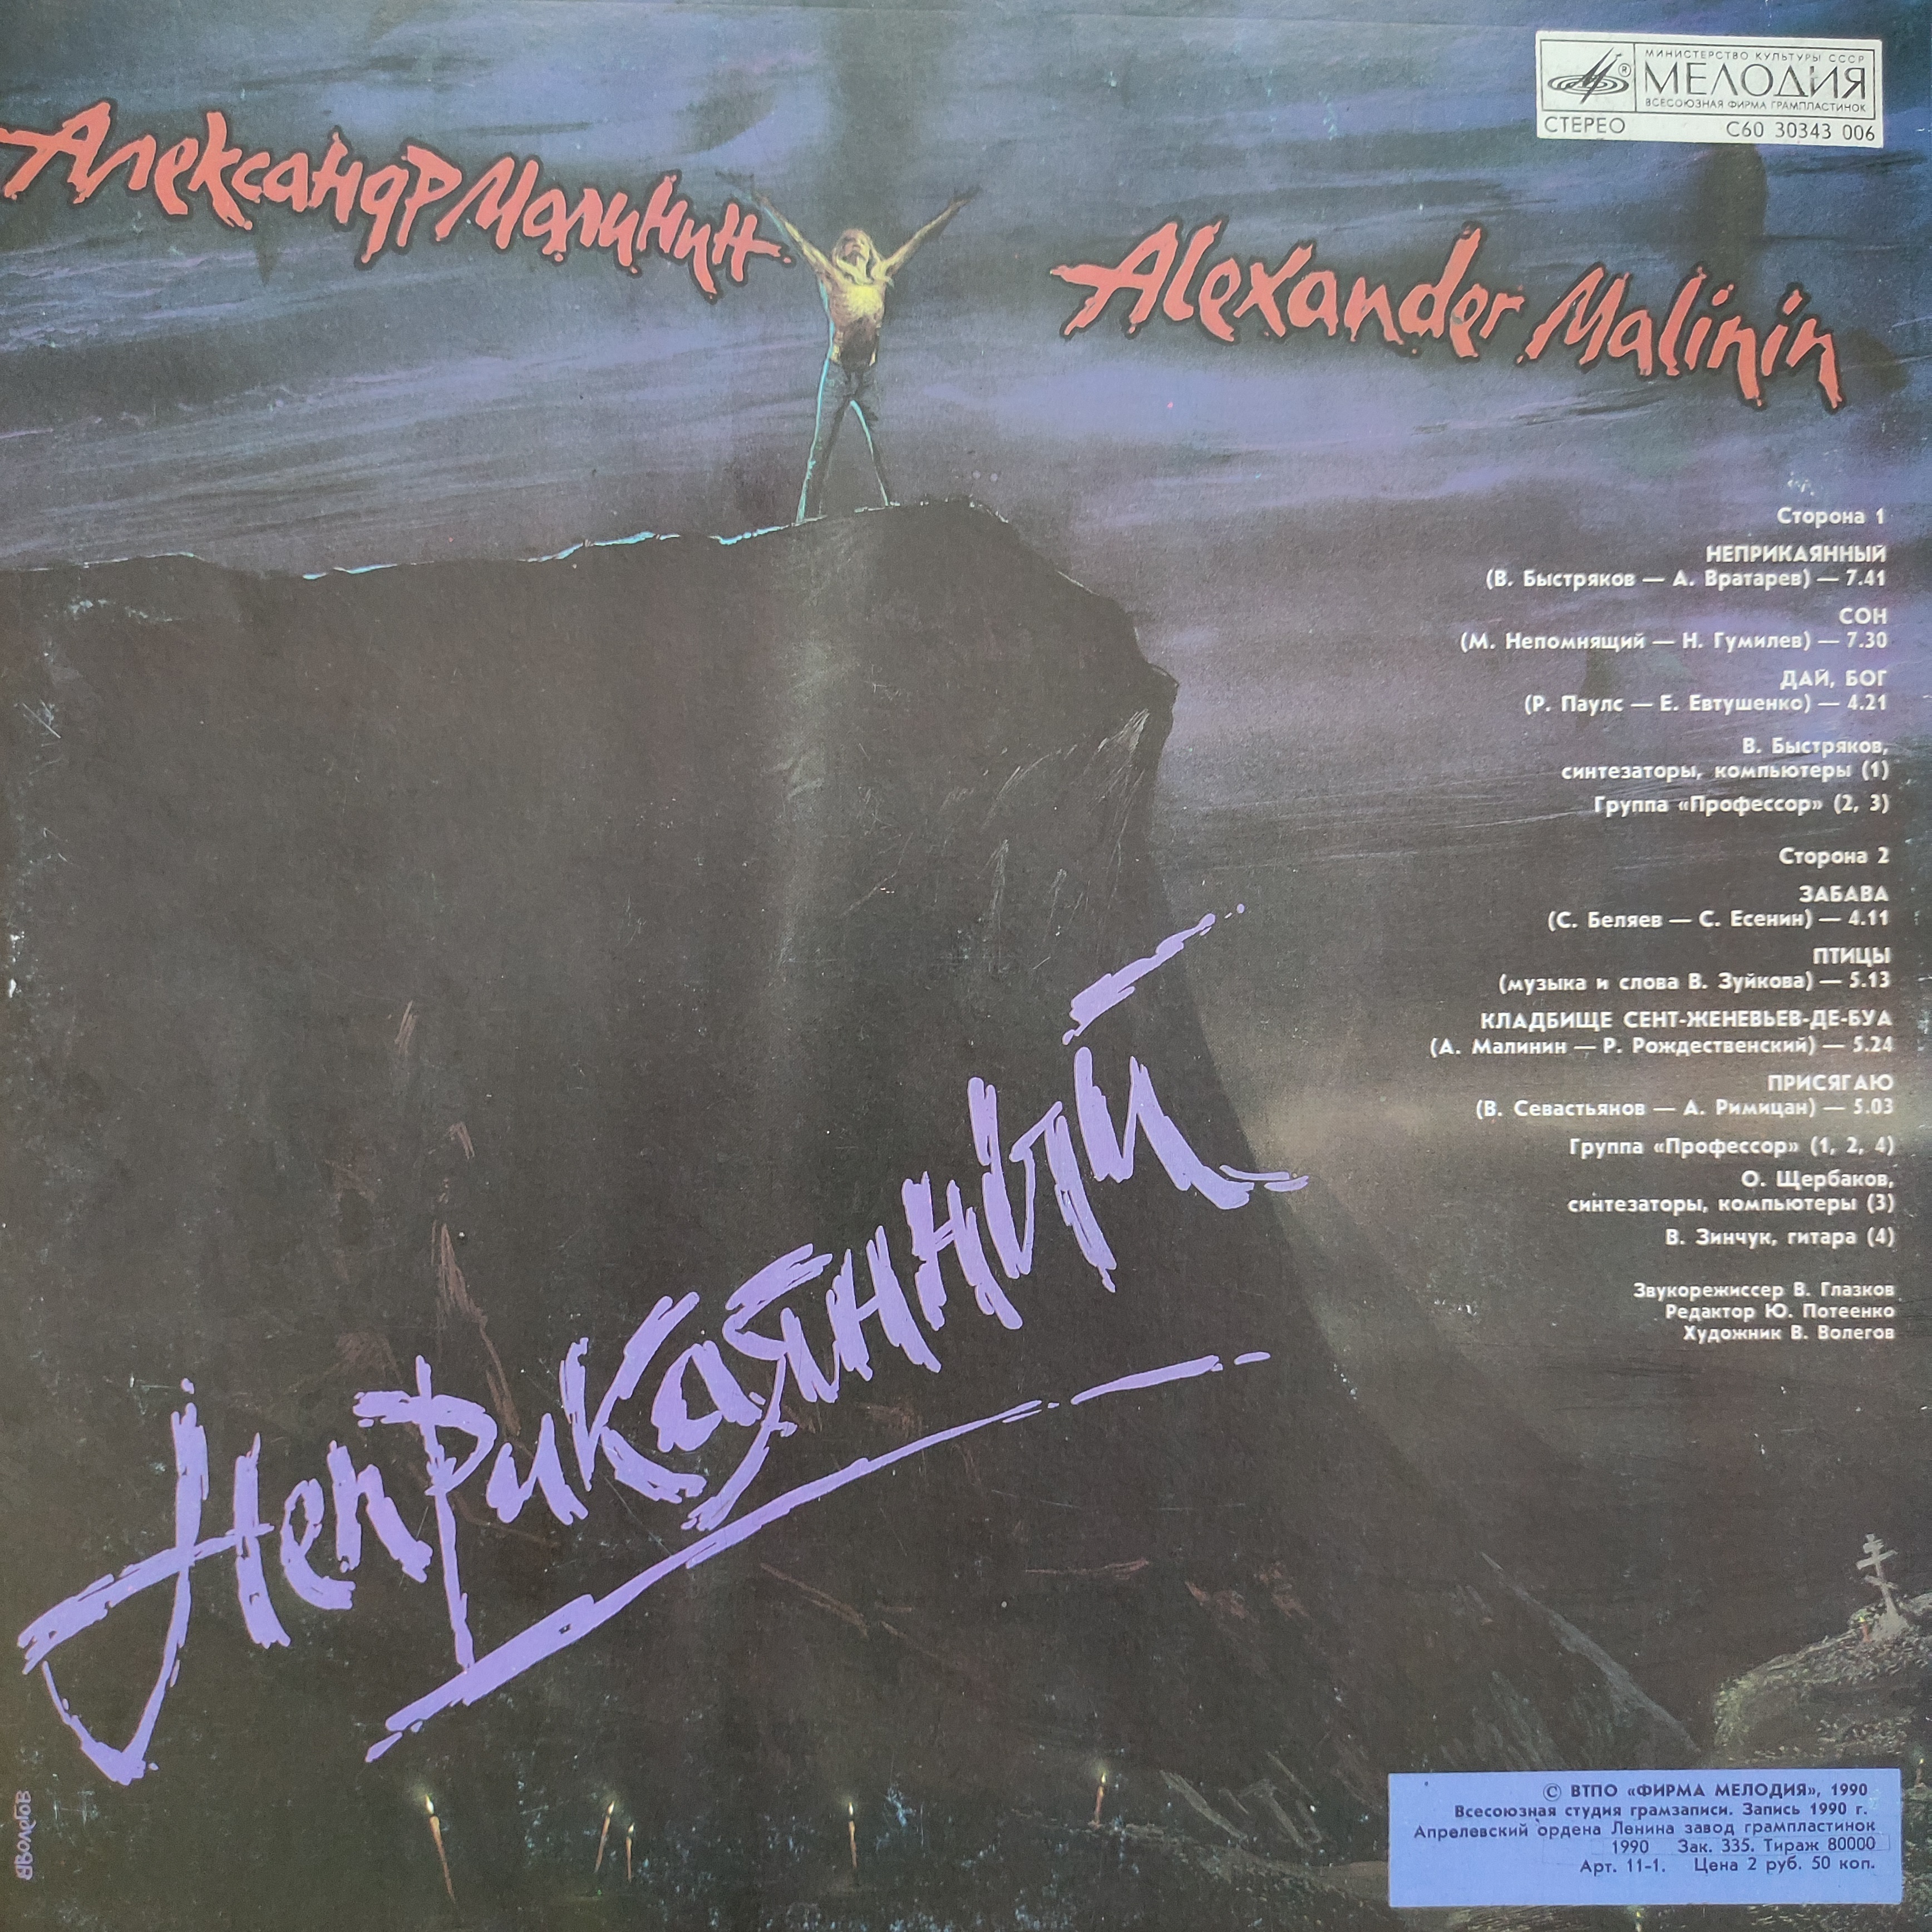 МИНИСТЕРСТВО КУЛЬТУРЫ СССР
МЕЛОДИЯ
ВСЕСОЮЗНАЯ ФИРМА ГРАМПЛАСТИНОК
СТЕРЕО С60 30343 006
Александр Малинин
Alexander Malinin
Сторона 1
НЕПРИКАЯННЫЙ
(В. Быстряков — А. Вратарев) — 7.41
СОН
(М. Непомнящий — Н. Гумилев) — 7.30
ДАЙ, БОГ
(Р. Паулс — Е. Евтушенко) — 4.21
В. Быстряков,
синтезаторы, компьютеры (1)
Группа «Профессор» (2, 3)
Сторона 2
ЗАБАВА
(С. Беляев — С. Есенин) — 4.11
ПТИЦЫ
(музыка и слова В. Зуйкова) — 5.13
КЛАДБИЩЕ СЕНТ-ЖЕНЕВЬЕВ-ДЕ-БУА
(А. Малинин — Р. Рождественский) — 5.24
ПРИСЯГАЮ
(В. Севастьянов — А. Римицан) — 5.03
Группа «Профессор» (1, 2, 4)
О. Щербаков,
синтезаторы, компьютеры (3)
В. Зинчук, гитара (4)
Звукорежиссер В. Глазков
Редактор Ю. Потеенко
Художник В. Волегов
Неприкаянный
ВВолегов
© ВТПО «ФИРМА МЕЛОДИЯ», 1990
Всесоюзная студия грамзаписи. Запись 1990 г.
Апрелевский ордена Ленина завод грампластинок
1990 Зак. 335. Тираж 80000
Арт. 11-1. Цена 2 руб. 50 коп.